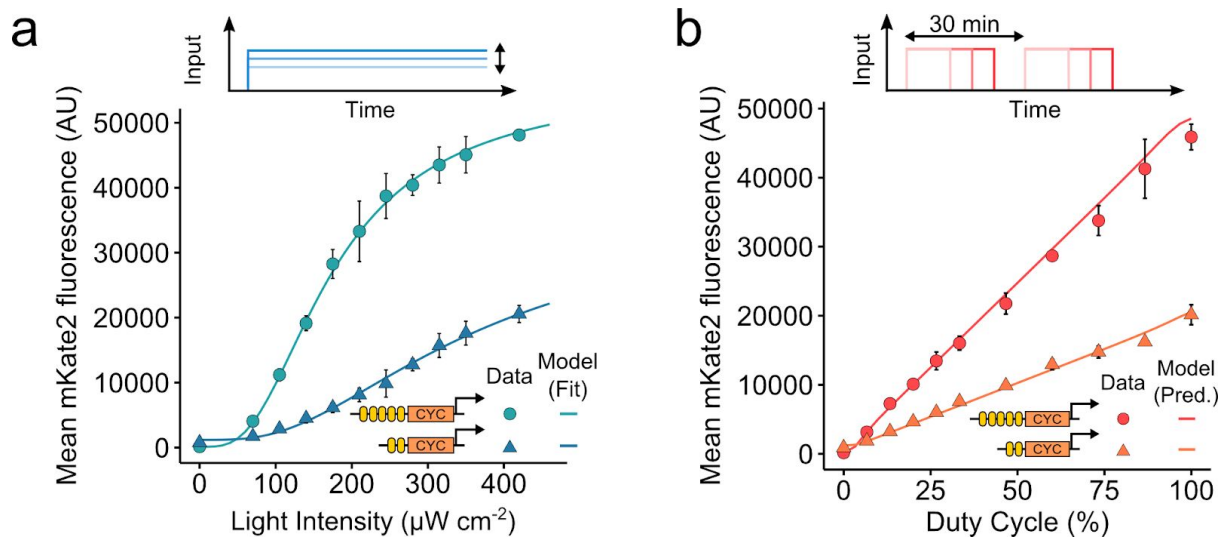 a
Input
Time
Mean mKate2 fluorescence (AU)
50000
40000
30000
20000
10000
0
0
100
200
300
400
Light Intensity (µW cm-2)
Data
Model
(Fit)
CYC
CYC
b
30 min
Input
Time
Mean mKate2 fluorescence (AU)
50000
40000
30000
20000
10000
0
0
25
50
75
100
Duty Cycle (%)
Data
Model
(Pred.)
CYC
CYC